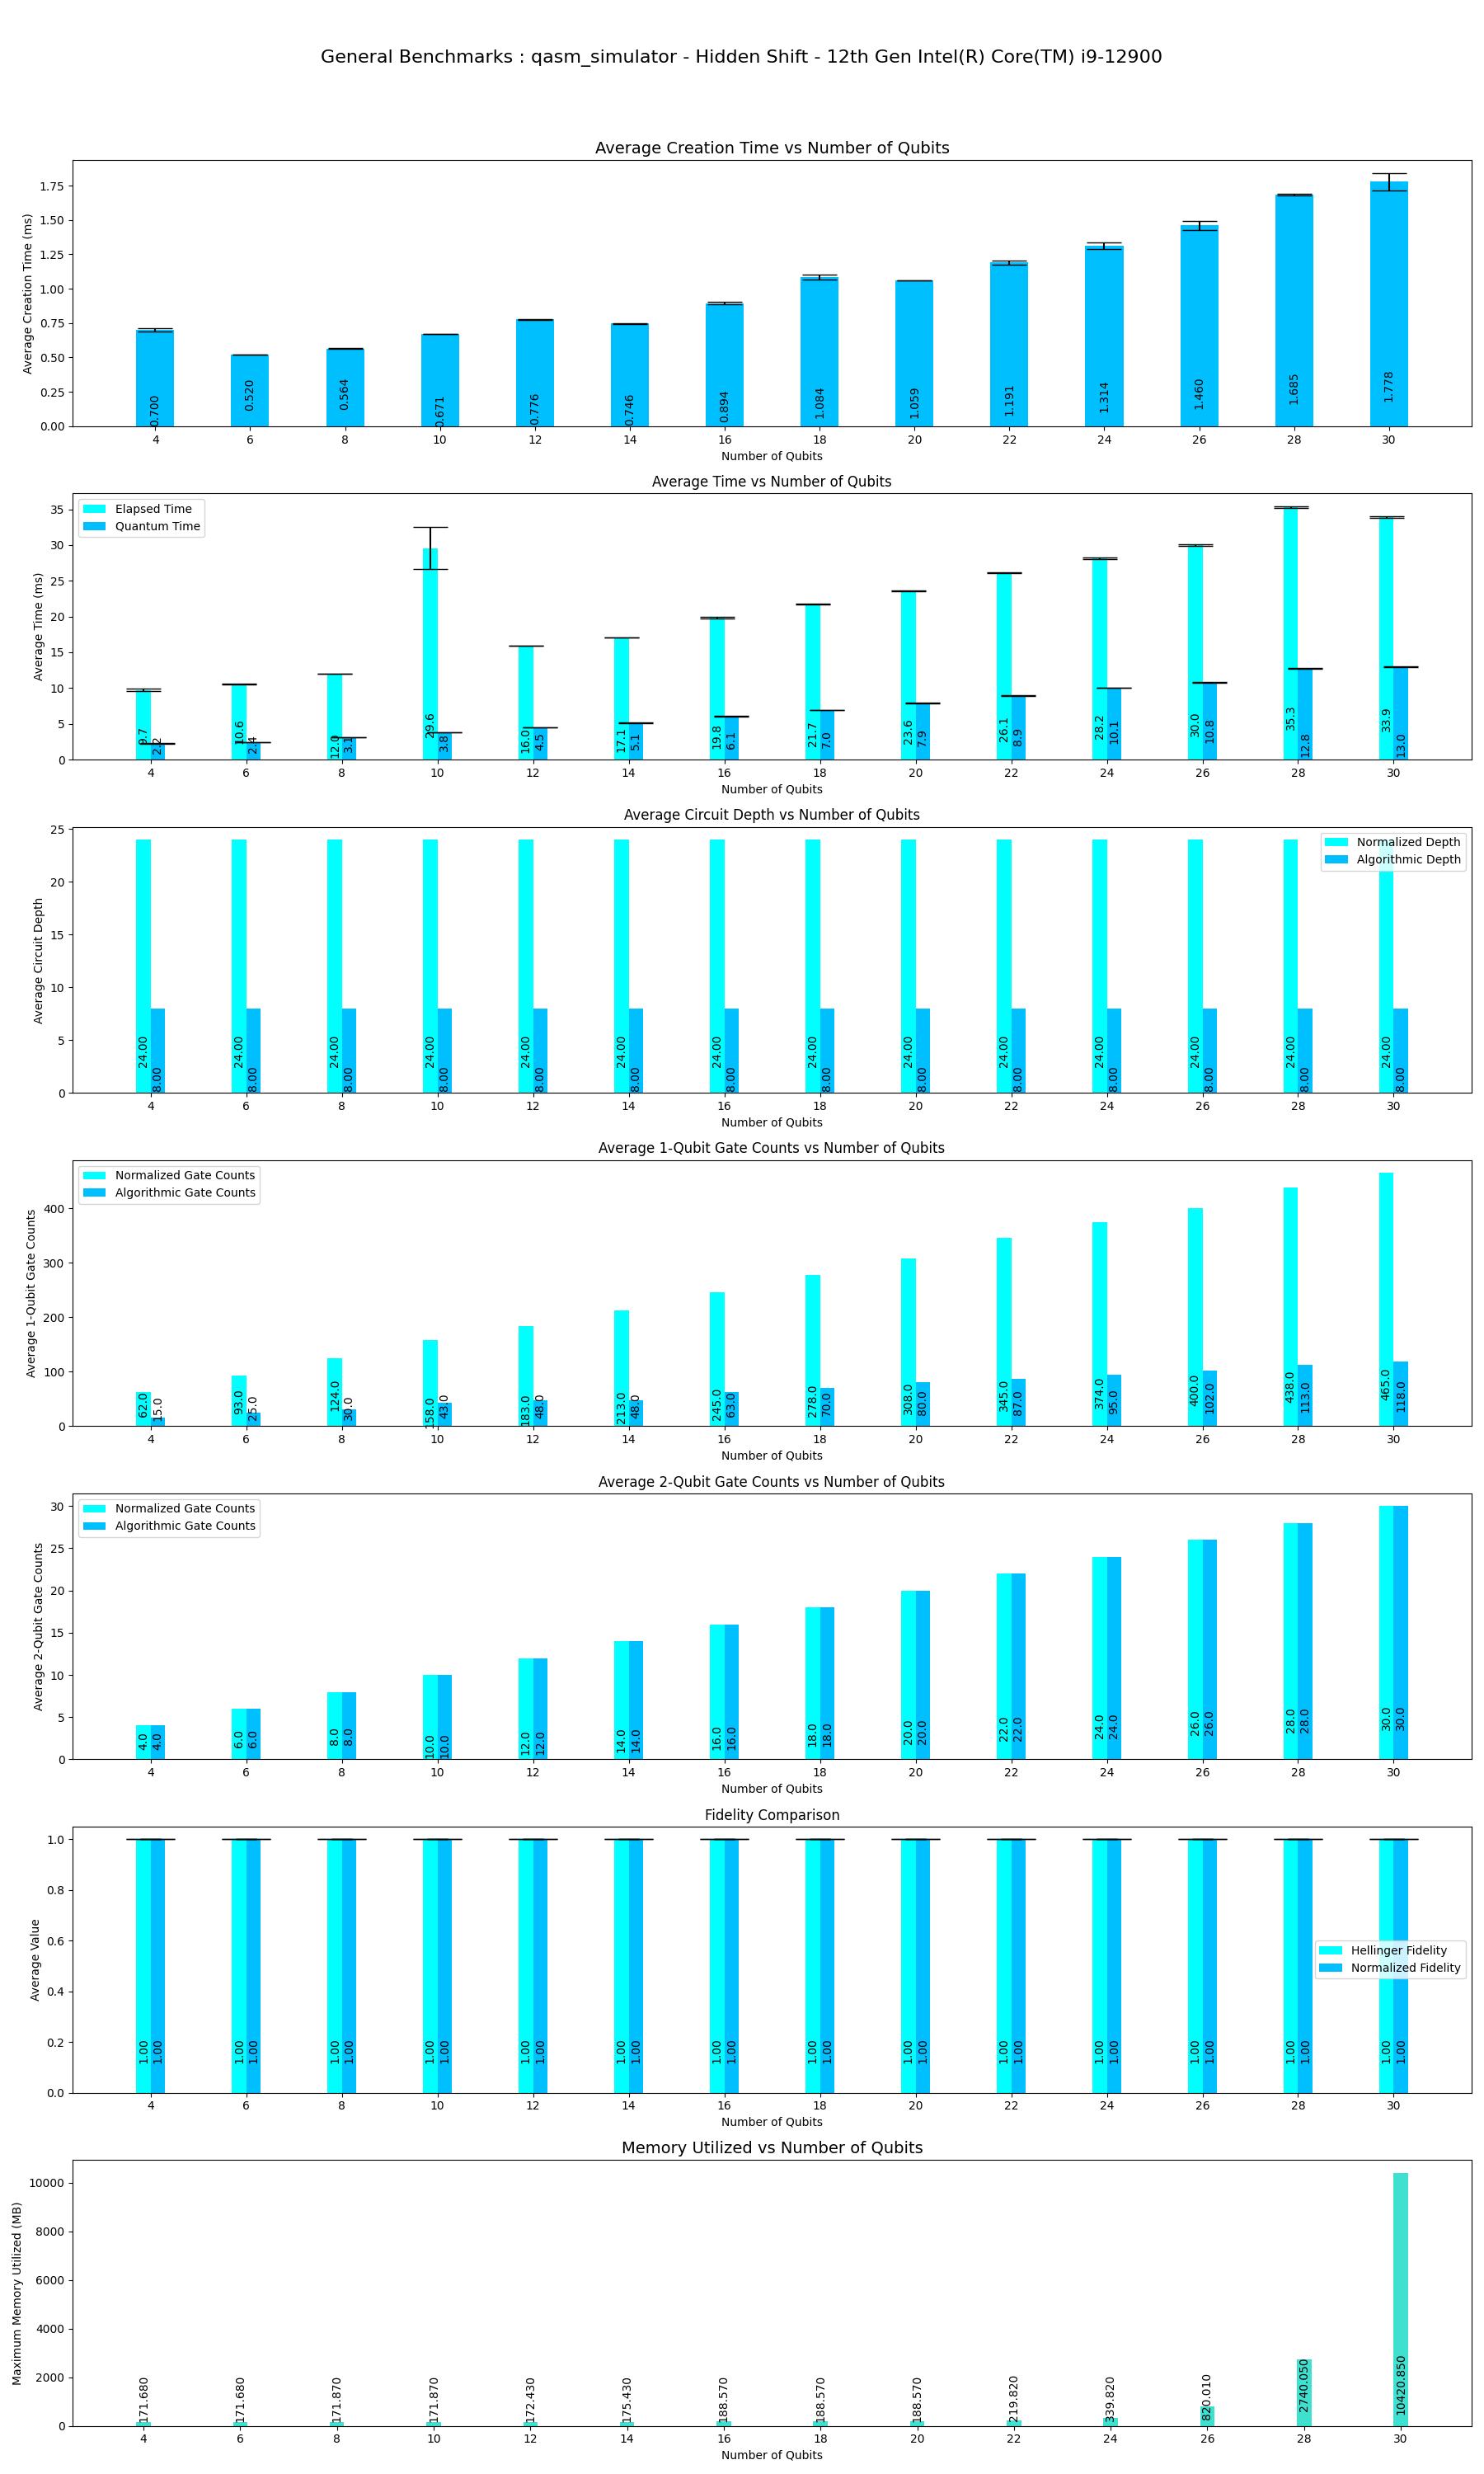 General Benchmarks : qasm_simulator - Hidden Shift - 12th Gen Intel(R) Core(TM) i9-12900
Average Creation Time vs Number of Qubits
Average Creation Time (ms)
1.75
1.50
1.25
1.00
0.75
0.50
0.25
0.00
0.700 0.520 0.564 0.671 0.776 0.746 0.894 1.084 1.059 1.191 1.314 1.460 1.685 1.778
4 6 8 10 12 14 16 18 20 22 24 26 28 30
Number of Qubits
Average Time vs Number of Qubits
Elapsed Time
Quantum Time
Average Time (ms)
35
30
25
20
15
10
5
0
9.7 2.2 10.6 2.4 12.0 3.1 29.6 3.8 16.0 4.5 17.1 5.1 19.8 6.1 21.7 7.0 23.6 7.9 26.1 8.9 28.2 10.1 30.0 10.8 35.3 12.8 33.9 13.0
4 6 8 10 12 14 16 18 20 22 24 26 28 30
Number of Qubits
Average Circuit Depth vs Number of Qubits
Normalized Depth
Algorithmic Depth
Average Circuit Depth
25
20
15
10
5
0
24.00 8.00 24.00 8.00 24.00 8.00 24.00 8.00 24.00 8.00 24.00 8.00 24.00 8.00 24.00 8.00 24.00 8.00 24.00 8.00 24.00 8.00 24.00 8.00 24.00 8.00 24.00 8.00
4 6 8 10 12 14 16 18 20 22 24 26 28 30
Number of Qubits
Average 1-Qubit Gate Counts vs Number of Qubits
Normalized Gate Counts
Algorithmic Gate Counts
Average 1-Qubit Gate Counts
400
300
200
100
0
62.0 15.0 93.0 25.0 124.0 30.0 158.0 43.0 183.0 48.0 213.0 48.0 245.0 63.0 278.0 70.0 308.0 80.0 345.0 87.0 374.0 95.0 400.0 102.0 438.0 113.0 465.0 118.0
4 6 8 10 12 14 16 18 20 22 24 26 28 30
Number of Qubits
Average 2-Qubit Gate Counts vs Number of Qubits
Normalized Gate Counts
Algorithmic Gate Counts
Average 2-Qubit Gate Counts
30
25
20
15
10
5
0
4.0 4.0 6.0 6.0 8.0 8.0 10.0 10.0 12.0 12.0 14.0 14.0 16.0 16.0 18.0 18.0 20.0 20.0 22.0 22.0 24.0 24.0 26.0 26.0 28.0 28.0 30.0 30.0
4 6 8 10 12 14 16 18 20 22 24 26 28 30
Number of Qubits
Fidelity Comparison
Hellinger Fidelity
Normalized Fidelity
Average Value
1.0
0.8
0.6
0.4
0.2
0.0
1.00 1.00 1.00 1.00 1.00 1.00 1.00 1.00 1.00 1.00 1.00 1.00 1.00 1.00 1.00 1.00 1.00 1.00 1.00 1.00 1.00 1.00 1.00 1.00 1.00 1.00 1.00 1.00
4 6 8 10 12 14 16 18 20 22 24 26 28 30
Number of Qubits
Memory Utilized vs Number of Qubits
Maximum Memory Utilized (MB)
10000
8000
6000
4000
2000
0
171.680 171.680 171.870 171.870 172.430 175.430 188.570 188.570 188.570 219.820 339.820 820.010 2740.050 10420.850
4 6 8 10 12 14 16 18 20 22 24 26 28 30
Number of Qubits